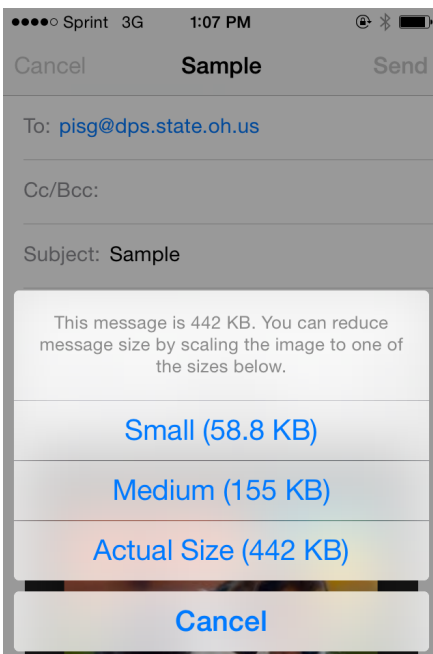 Sprint 3G 1:07 PM
Cancel Sample Send
To: pisg@dps.state.oh.us
Cc/Bcc:
Subject: Sample
This message is 442 KB. You can reduce
message size by scaling the image to one of
the sizes below.
Small (58.8 KB)
Medium (155 KB)
Actual Size (442 KB)
Cancel